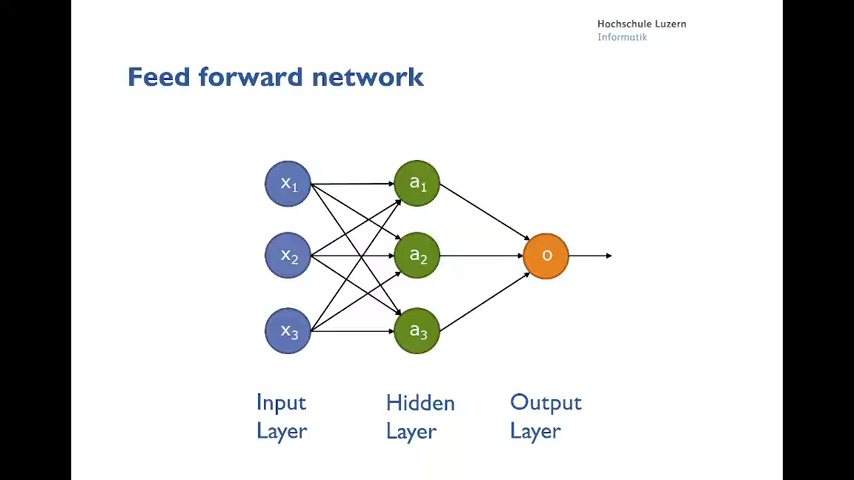 Hochschule Luzern
Informatik
Feed forward network
x₁ a₁
x₂ a₂ o
x₃ a₃
Input Hidden Output
Layer Layer Layer